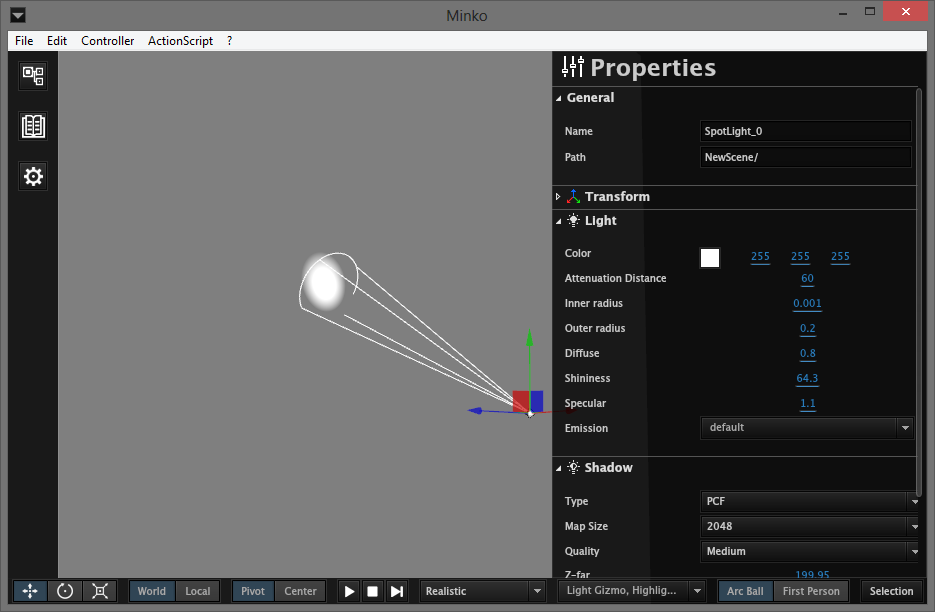 Minko
File Edit Controller ActionScript ?
Properties
General
Name SpotLight_0
Path NewScene/
Transform
Light
Color 255 255 255
Attenuation Distance 60
Inner radius 0.001
Outer radius 0.2
Diffuse 0.8
Shininess 64.3
Specular 1.1
Emission default
Shadow
Type PCF
Map Size 2048
Quality Medium
Z-far 199.95
World Local Pivot Center Realistic Light Gizmo, Highlig... Arc Ball First Person Selection